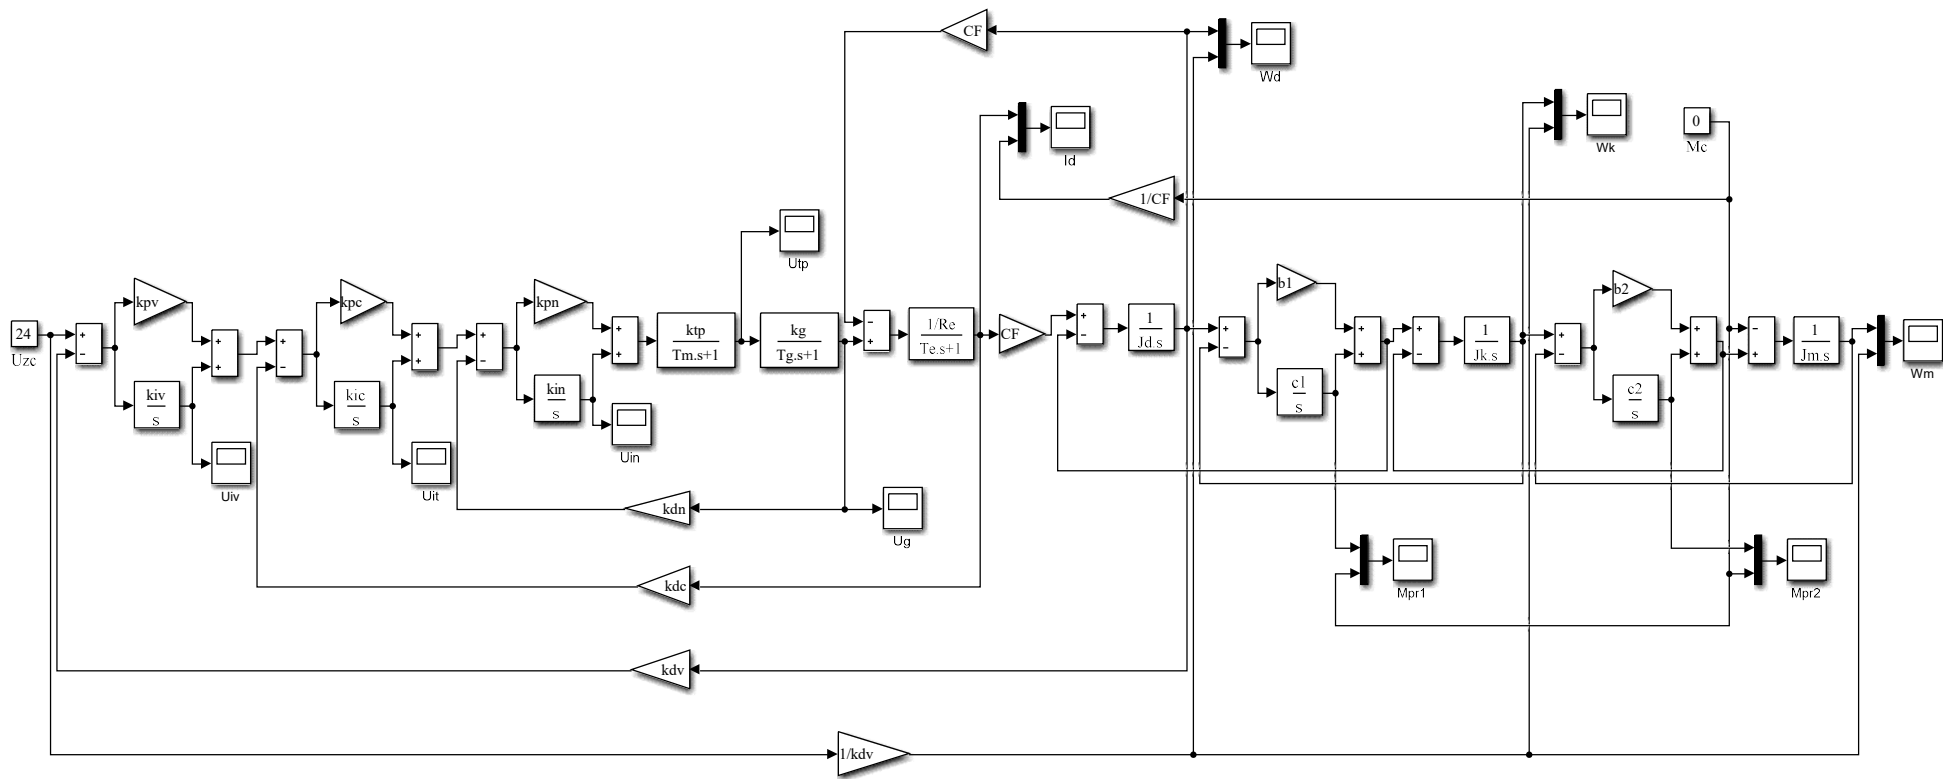 CF
Wd
Id
Wk
0
Mc
1/CF
Utp
kpv
kpc
kpn
b1
b2
24
Uzc
+
−
+
+
+
−
+
+
+
−
+
+
ktp
Tm.s+1
kg
Tg.s+1
−
+
1/Re
Te.s+1
CF
+
−
1
Jd.s
+
−
+
+
+
−
1
Jk.s
+
−
+
+
−
+
1
Jm.s
Wm
kiv
s
kic
s
kin
s
c1
s
c2
s
Uiv
Uit
Uin
kdn
Ug
kdc
Mpr1
Mpr2
kdv
1/kdv